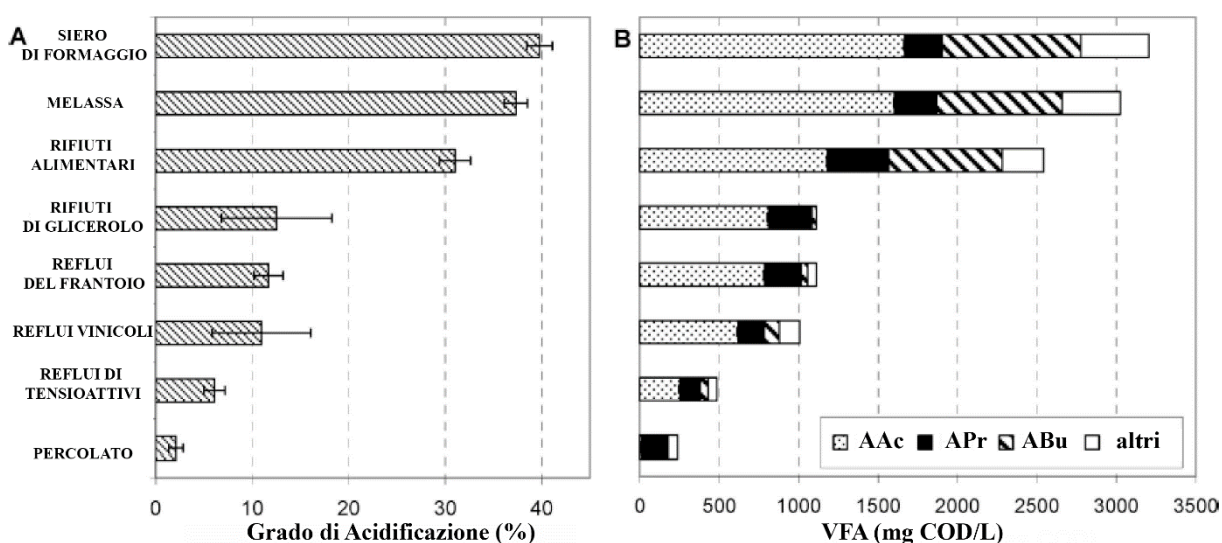 A
SIERO
DI FORMAGGIO
MELASSA
RIFIUTI
ALIMENTARI
RIFIUTI
DI GLICEROLO
REFLUI
DEL FRANTOIO
REFLUI VINICOLI
REFLUI DI
TENSIOATTIVI
PERCOLATO
0 10 20 30 40
Grado di Acidificazione (%)
B
AAc APr ABu altri
0 500 1000 1500 2000 2500 3000 3500
VFA (mg COD/L)